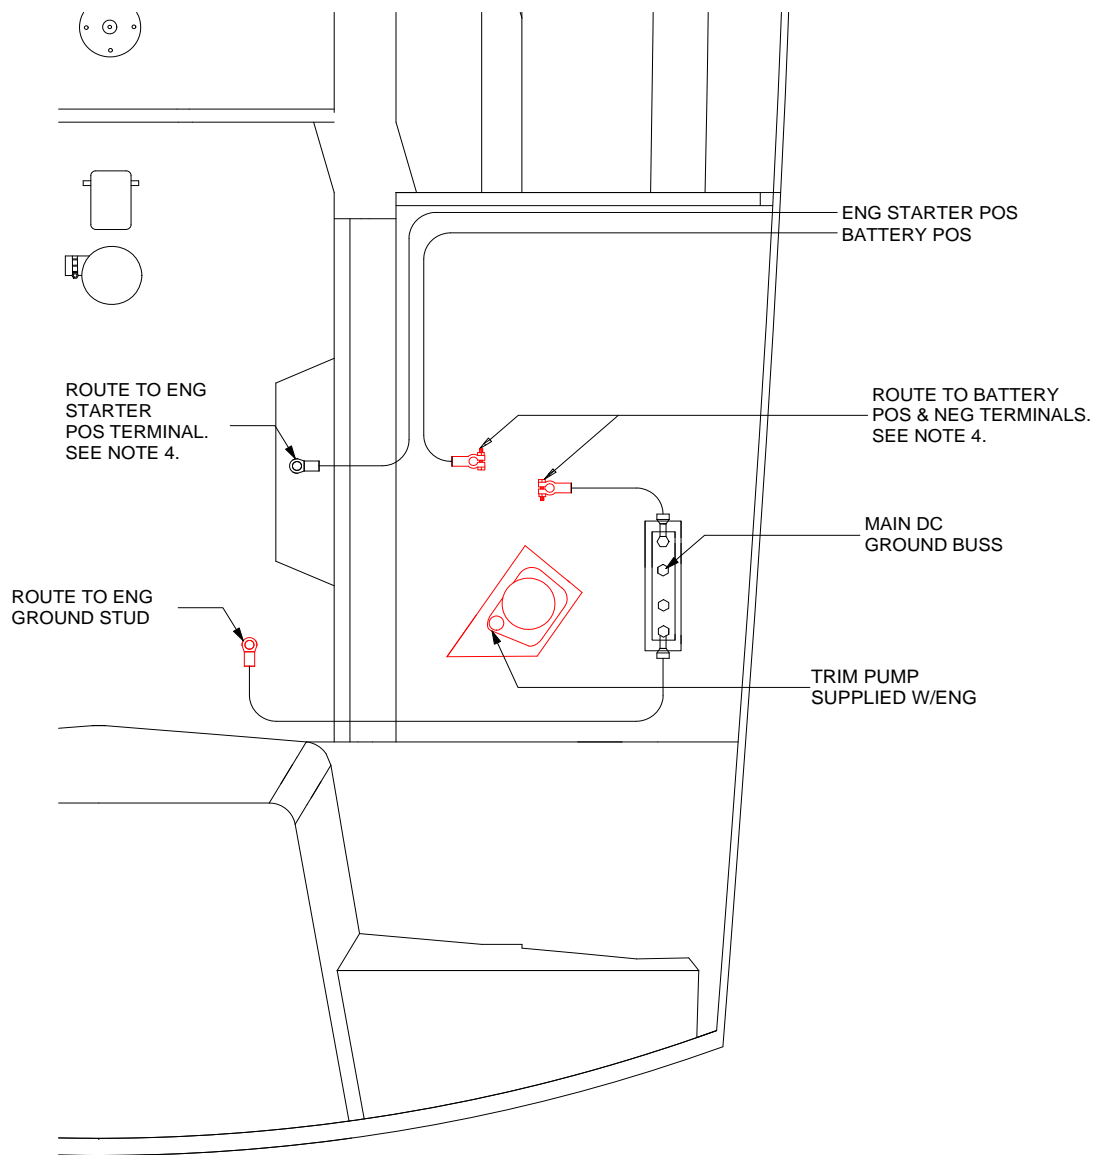 ENG STARTER POS
BATTERY POS
ROUTE TO ENG
STARTER
POS TERMINAL.
SEE NOTE 4.
ROUTE TO BATTERY
POS & NEG TERMINALS.
SEE NOTE 4.
MAIN DC
GROUND BUSS
ROUTE TO ENG
GROUND STUD
TRIM PUMP
SUPPLIED W/ENG